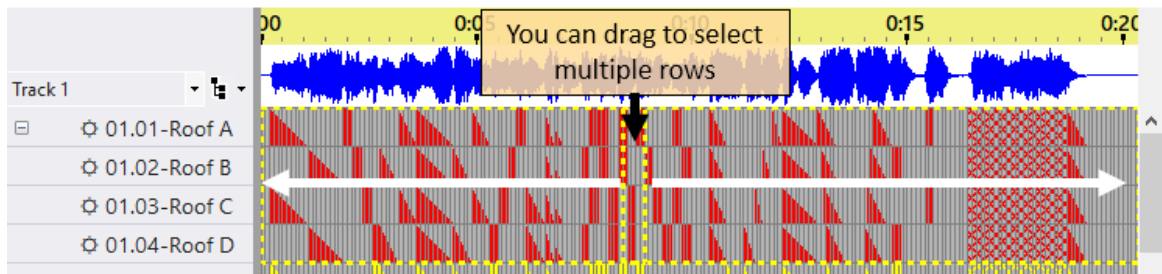 00 0:05 0:10 0:15 0:20
You can drag to select
multiple rows
Track 1
01.01-Roof A
01.02-Roof B
01.03-Roof C
01.04-Roof D